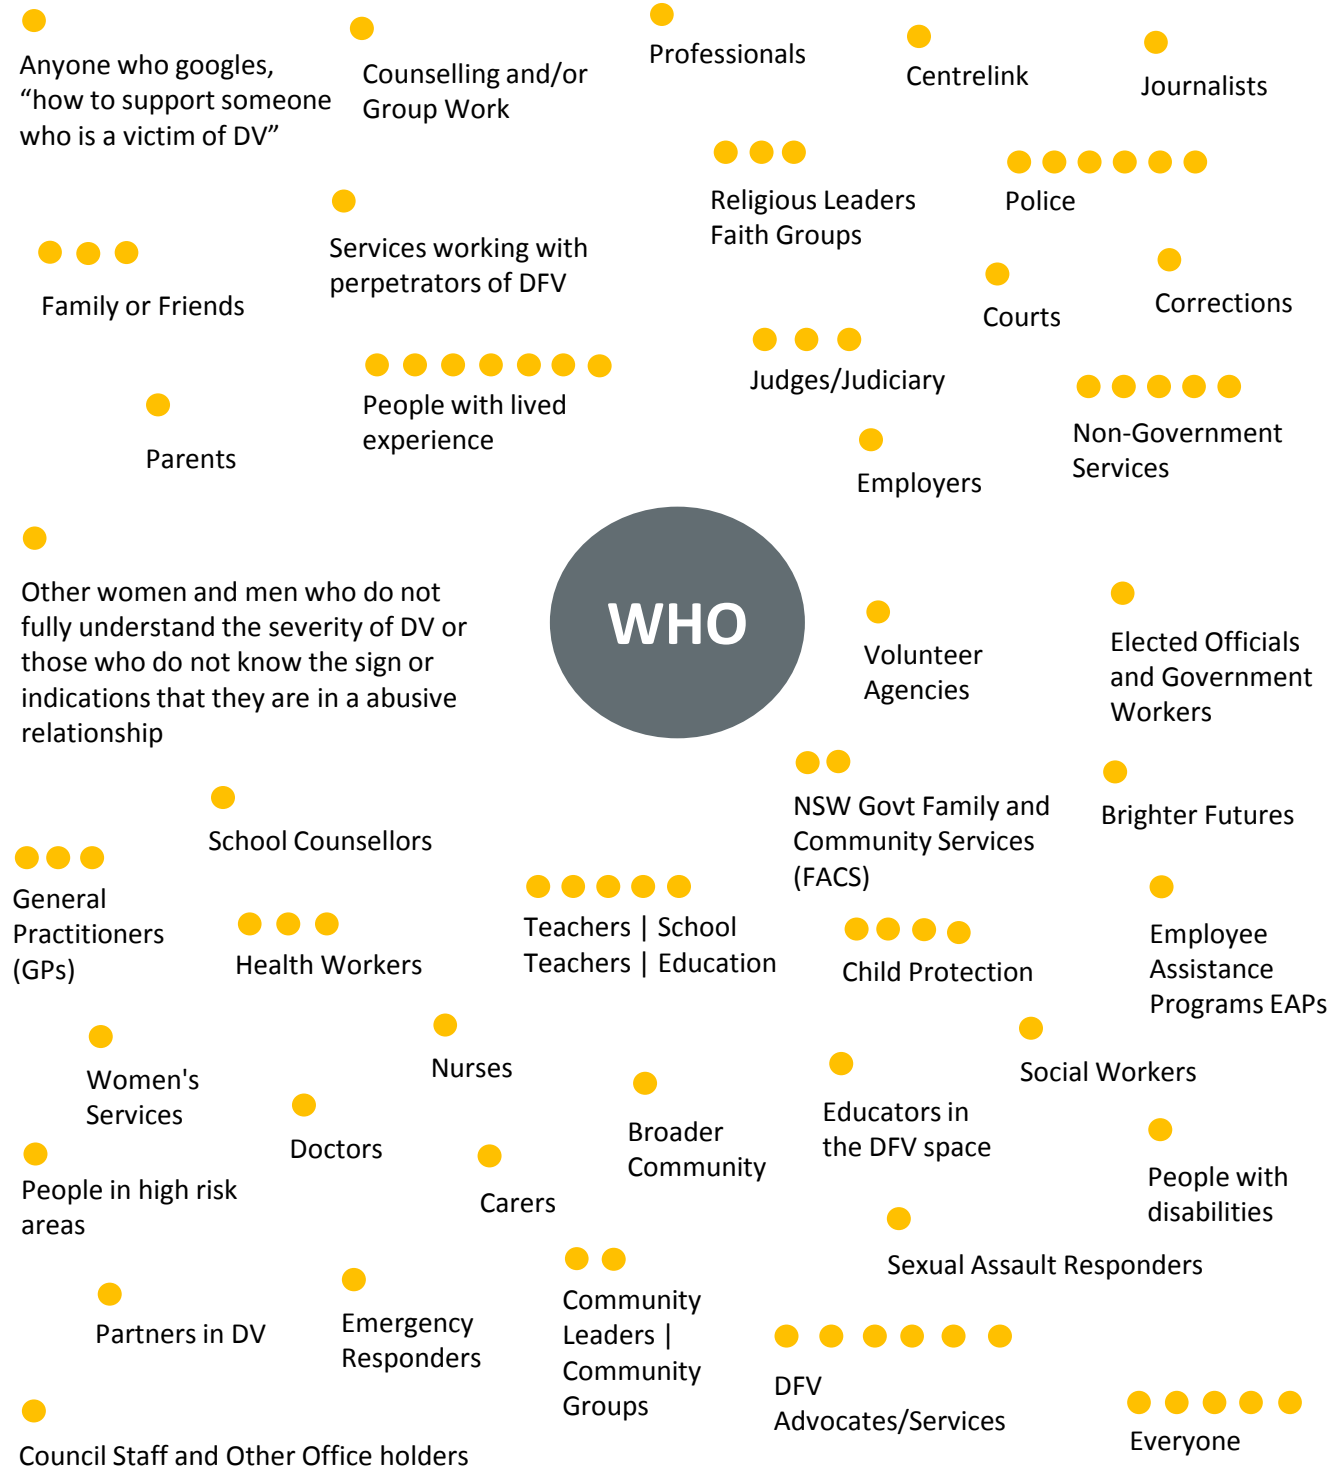 Anyone who googles,
“how to support someone
who is a victim of DV”
Counselling and/or
Group Work
Professionals
Centrelink
Journalists
Religious Leaders
Faith Groups
Police
Services working with
perpetrators of DFV
Family or Friends
Courts
Corrections
People with lived
experience
Judges/Judiciary
Parents
Employers
Non-Government
Services
Other women and men who do not
fully understand the severity of DV or
those who do not know the sign or
indications that they are in a abusive
relationship
WHO
Volunteer
Agencies
Elected Officials
and Government
Workers
School Counsellors
NSW Govt Family and
Community Services
(FACS)
Brighter Futures
General
Practitioners
(GPs)
Health Workers
Teachers | School
Teachers | Education
Child Protection
Employee
Assistance
Programs EAPs
Women's
Services
Nurses
Social Workers
Doctors
Broader
Community
Educators in
the DFV space
People in high risk
areas
Carers
People with
disabilities
Sexual Assault Responders
Partners in DV
Emergency
Responders
Community
Leaders |
Community
Groups
DFV
Advocates/Services
Everyone
Council Staff and Other Office holders